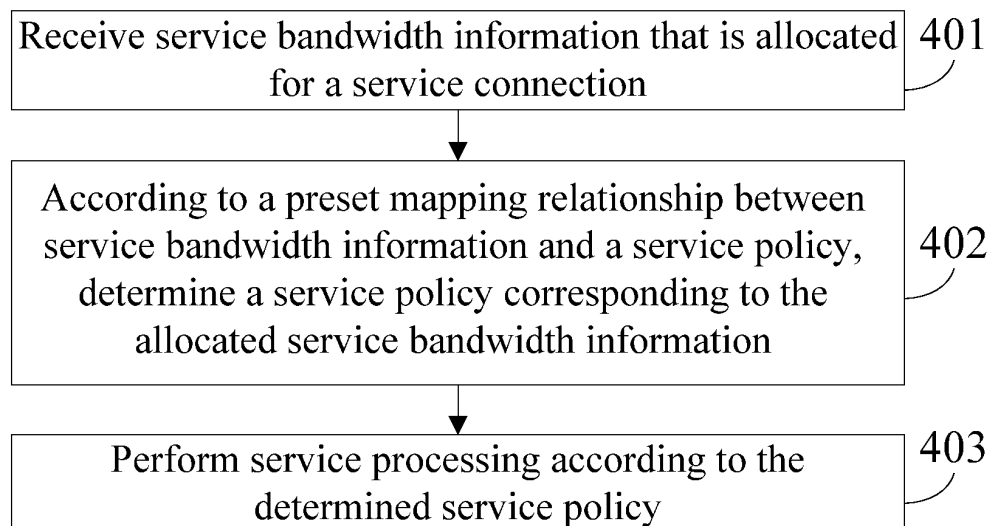 Receive service bandwidth information that is allocated
for a service connection
401
According to a preset mapping relationship between
service bandwidth information and a service policy,
determine a service policy corresponding to the
allocated service bandwidth information
402
Perform service processing according to the
determined service policy
403